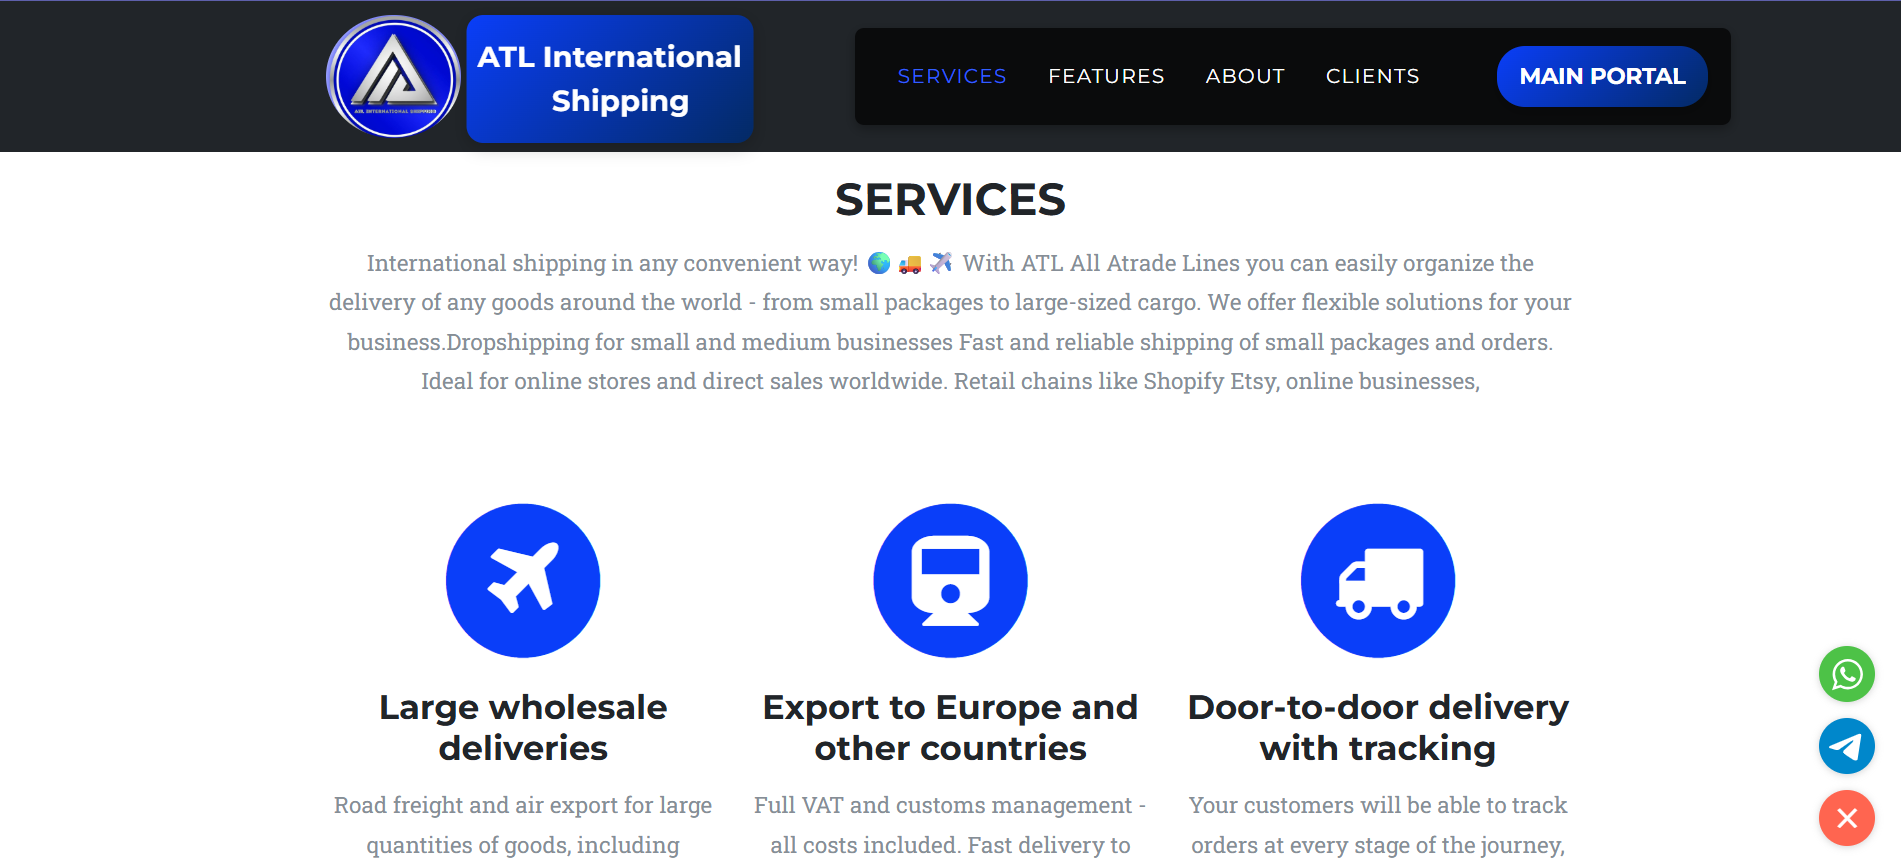 ATL INTERNATIONAL SHIPPING
ATL International
Shipping
SERVICES
FEATURES
ABOUT
CLIENTS
MAIN PORTAL
SERVICES
International shipping in any convenient way! 🌍 🚚 ✈️ With ATL All Atrade Lines you can easily organize the
delivery of any goods around the world - from small packages to large-sized cargo. We offer flexible solutions for your
business.Dropshipping for small and medium businesses Fast and reliable shipping of small packages and orders.
Ideal for online stores and direct sales worldwide. Retail chains like Shopify Etsy, online businesses,
Large wholesale
deliveries
Road freight and air export for large
quantities of goods, including
Export to Europe and
other countries
Full VAT and customs management -
all costs included. Fast delivery to
Door-to-door delivery
with tracking
Your customers will be able to track
orders at every stage of the journey,